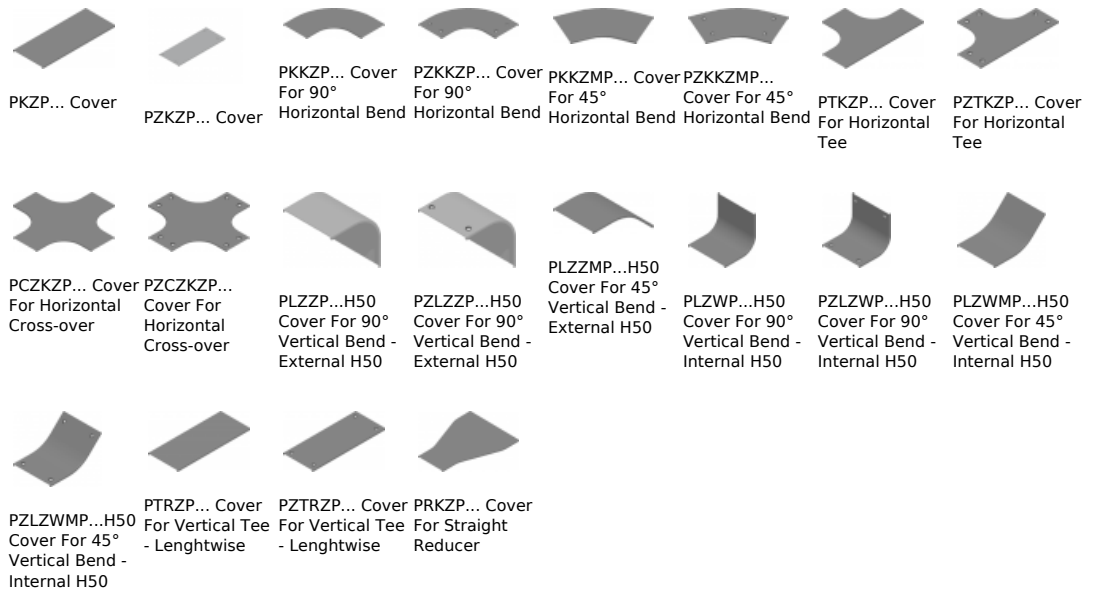 PKZP... Cover
PZKZP... Cover
PKKZP... Cover
For 90°
Horizontal Bend
PZKKZP... Cover
For 90°
Horizontal Bend
PKKZMP... Cover
For 45°
Horizontal Bend
PZKKZMP...
Cover For 45°
Horizontal Bend
PTKZP... Cover
For Horizontal
Tee
PZTKZP... Cover
For Horizontal
Tee
PCZKZP... Cover
For Horizontal
Cross-over
PZCZKZP...
Cover For
Horizontal
Cross-over
PLZZP...H50
Cover For 90°
Vertical Bend -
External H50
PZLZZP...H50
Cover For 90°
Vertical Bend -
External H50
PLZZMP...H50
Cover For 45°
Vertical Bend -
External H50
PLZWP...H50
Cover For 90°
Vertical Bend -
Internal H50
PZLZWP...H50
Cover For 90°
Vertical Bend -
Internal H50
PLZWMP...H50
Cover For 45°
Vertical Bend -
Internal H50
PZLZWMP...H50
Cover For 45°
Vertical Bend -
Internal H50
PTRZP... Cover
For Vertical Tee
- Lenghtwise
PZTRZP... Cover
For Vertical Tee
- Lenghtwise
PRKZP... Cover
For Straight
Reducer